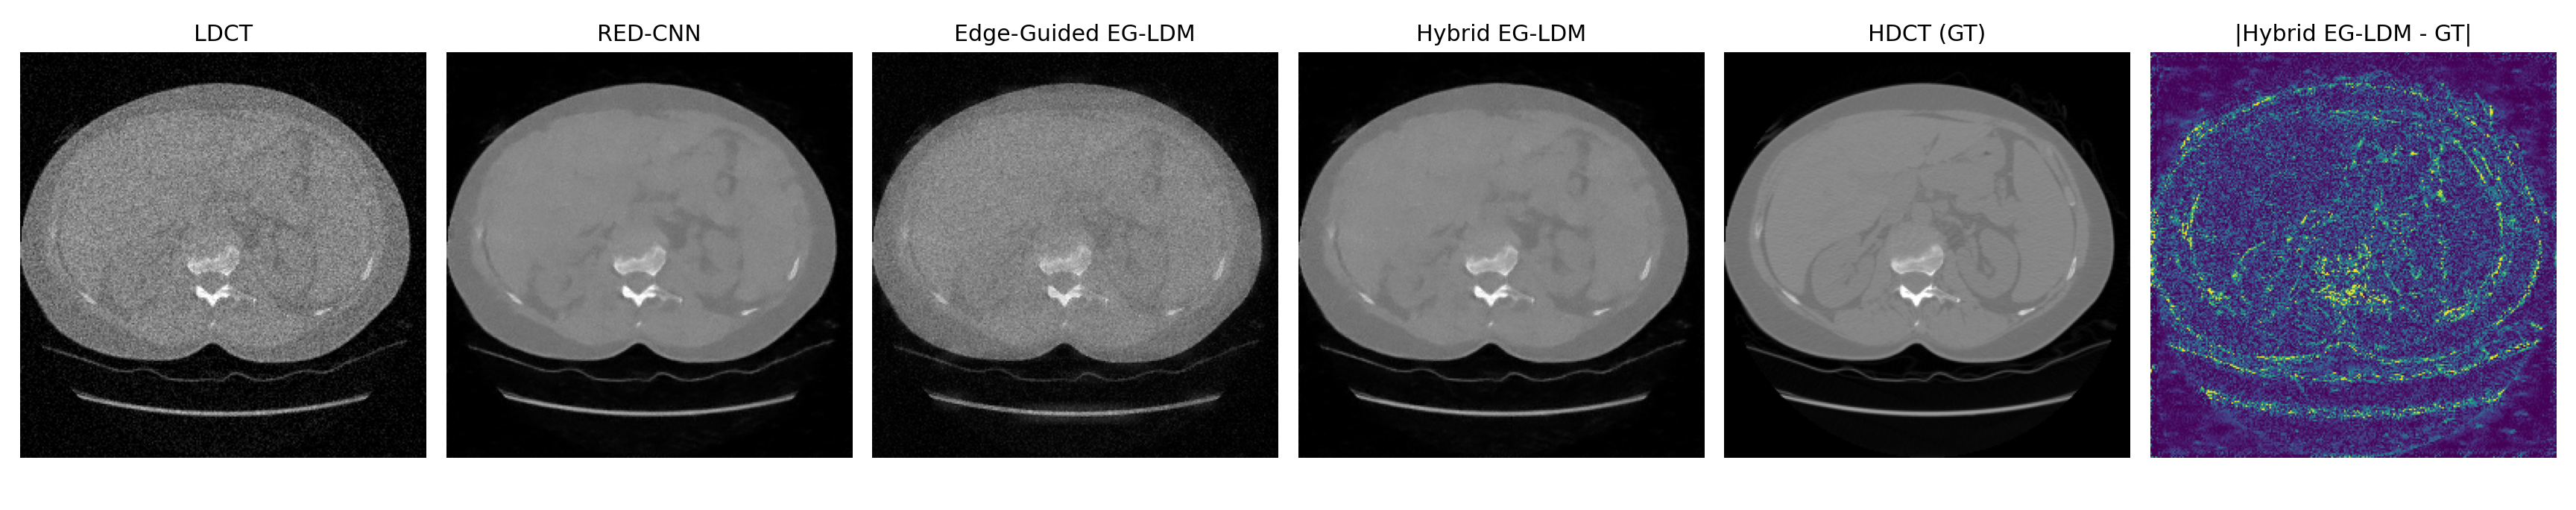 LDCT
RED-CNN
Edge-Guided EG-LDM
Hybrid EG-LDM
HDCT (GT)
|Hybrid EG-LDM - GT|